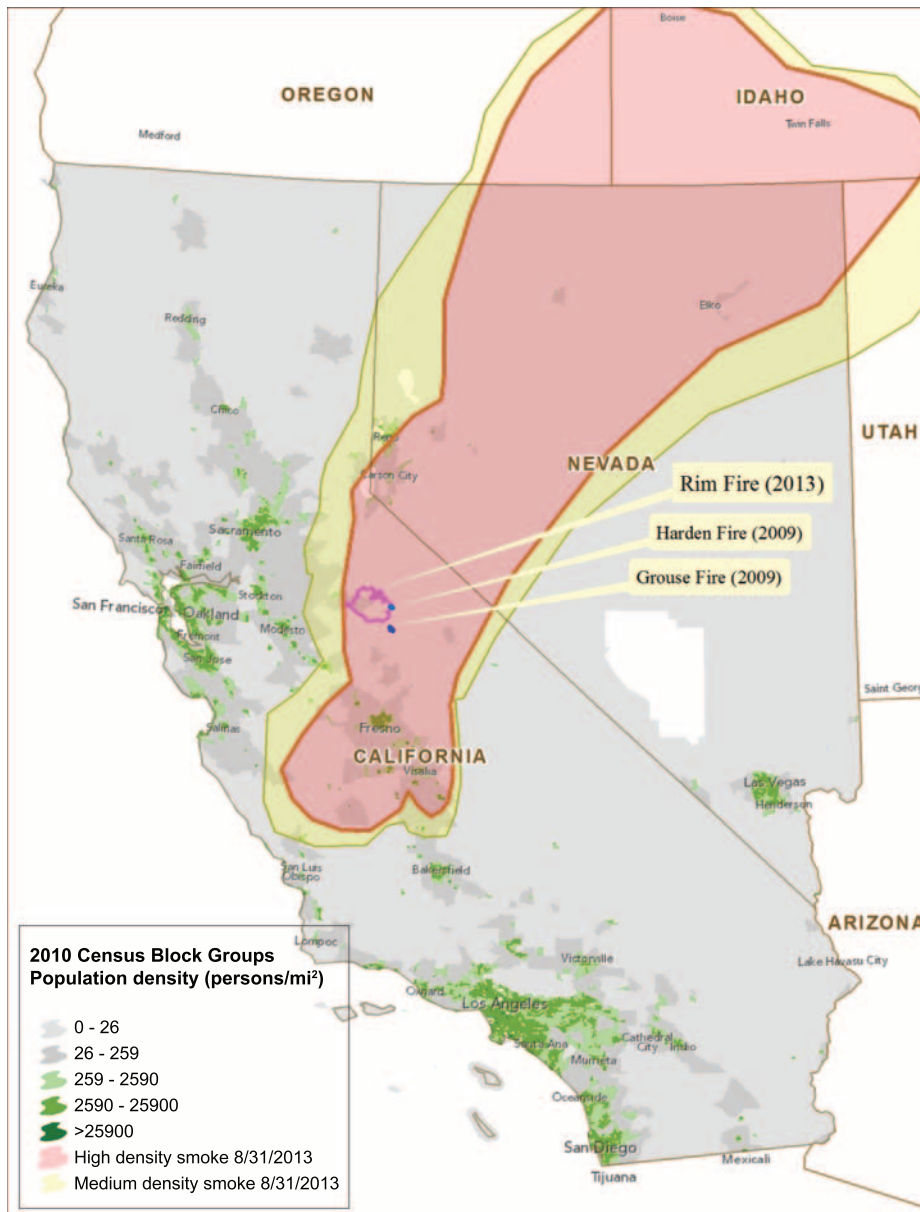 Boise
OREGON
IDAHO
Twin Falls
Medford
Eureka
Redding
Elko
Chico
Reno
UTAH
Carson City
NEVADA
Rim Fire (2013)
Sacramento
Santa Rosa
Harden Fire (2009)
Fairfield
Grouse Fire (2009)
Stockton
San Francisco
Oakland
Modesto
Fremont
San Jose
Saint Georg
Salinas
Fresno
CALIFORNIA
Visalia
Las Vegas
Henderson
San Luis
Obispo
Bakersfield
ARIZONA
Lompoc
2010 Census Block Groups
Population density (persons/mi²)
Victorville
Lake Havasu City
Oxnard
Los Angeles
0 - 26
26 - 259
259 - 2590
2590 - 25900
>25900
High density smoke 8/31/2013
Medium density smoke 8/31/2013
Santa Ana
Cathedral
City
Indio
Murrieta
Oceanside
San Diego
Tijuana
Mexicali